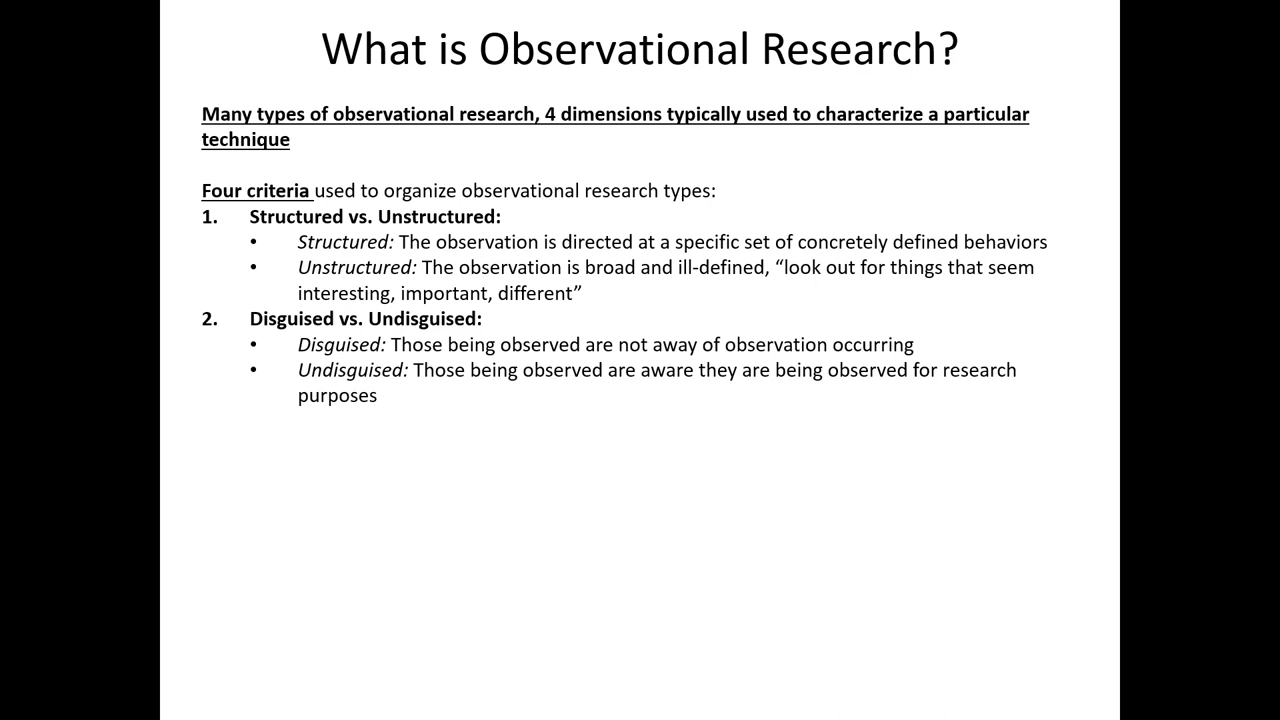 What is Observational Research?
Many types of observational research, 4 dimensions typically used to characterize a particular
technique
Four criteria used to organize observational research types:
1. Structured vs. Unstructured:
• Structured: The observation is directed at a specific set of concretely defined behaviors
• Unstructured: The observation is broad and ill-defined, “look out for things that seem
interesting, important, different”
2. Disguised vs. Undisguised:
• Disguised: Those being observed are not away of observation occurring
• Undisguised: Those being observed are aware they are being observed for research
purposes